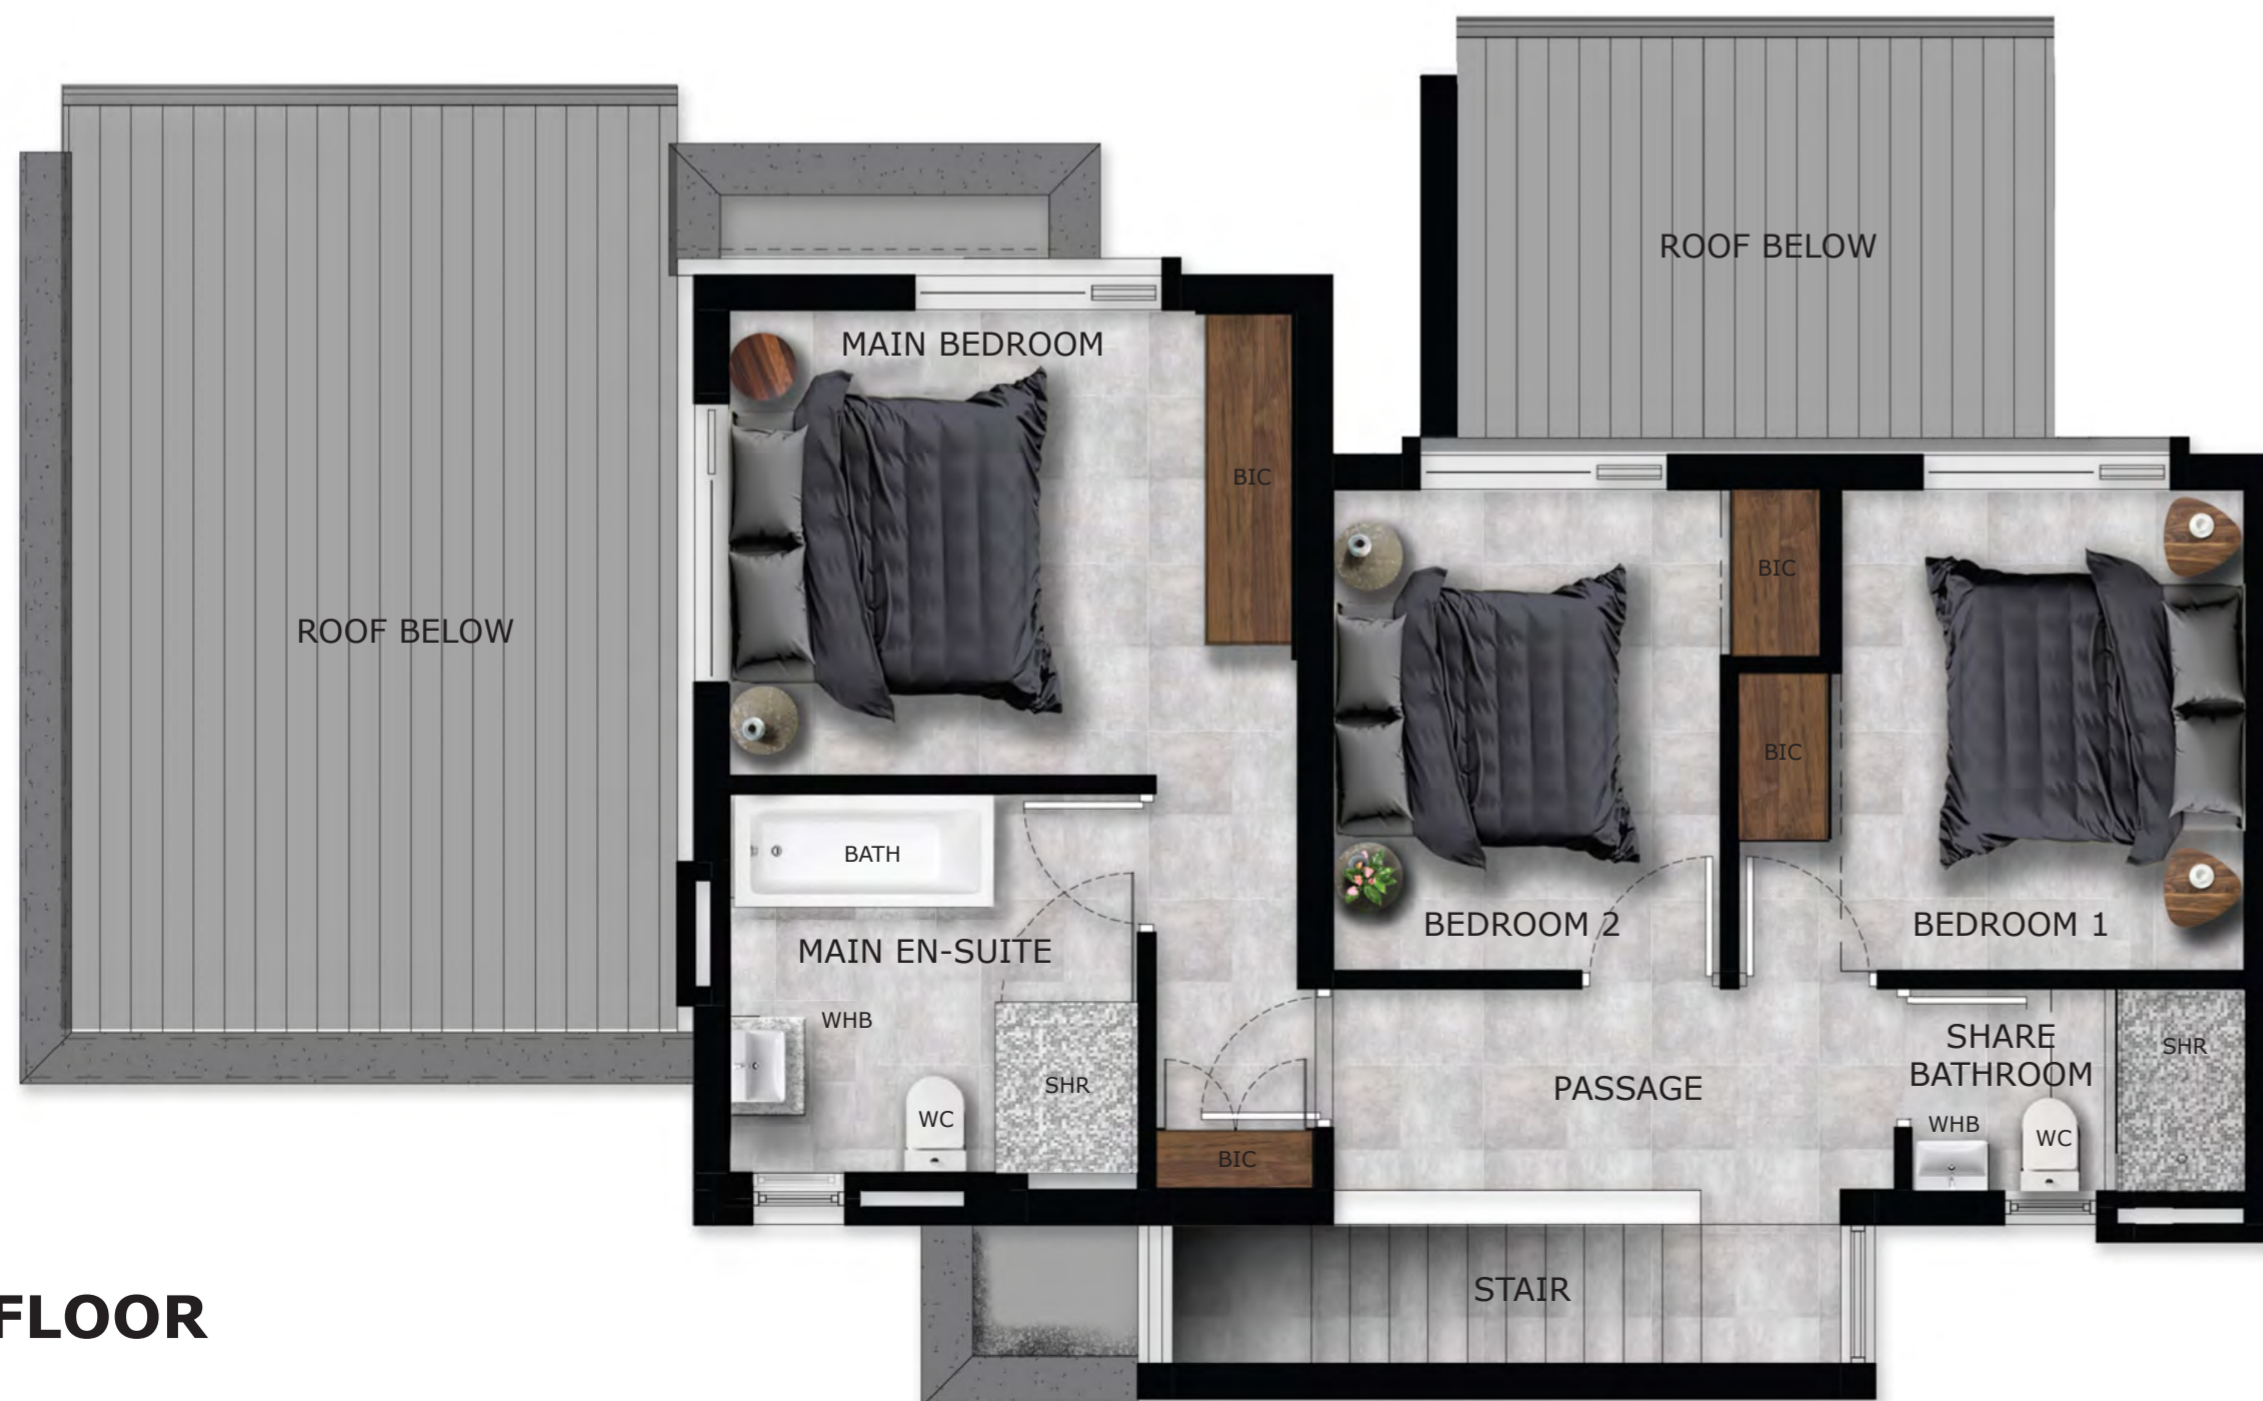 ROOF BELOW
MAIN BEDROOM
BIC
ROOF BELOW
BIC
BIC
BEDROOM 2
BEDROOM 1
BATH
MAIN EN-SUITE
WHB
WC
SHR
BIC
PASSAGE
SHARE
BATHROOM
SHR
WHB
WC
STAIR
FLOOR